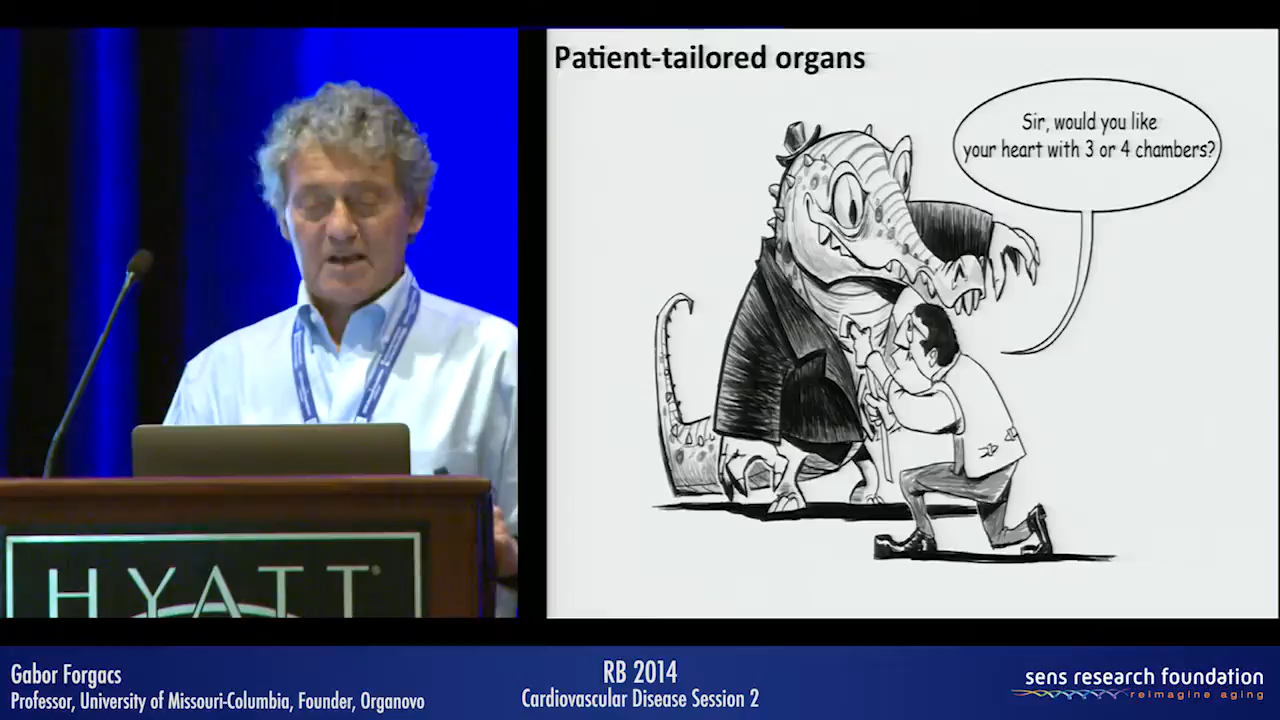 Patient-tailored organs
Sir, would you like
your heart with 3 or 4 chambers?
HYATT®
Gabor Forgacs
Professor, University of Missouri-Columbia, Founder, Organovo
RB 2014
Cardiovascular Disease Session 2
sens research foundation
reimagine aging